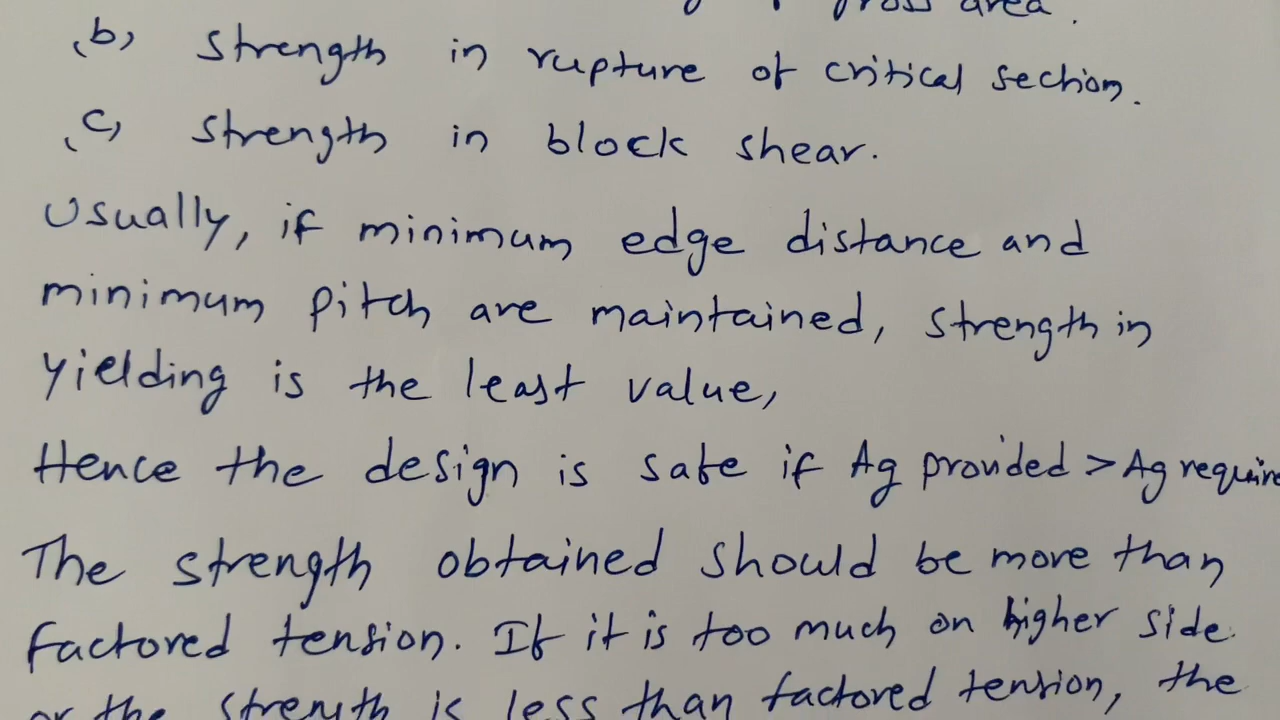 gross area.
(b) Strength in rupture of critical section.
(c) Strength in block shear.
Usually, if minimum edge distance and
minimum pitch are maintained, strength in
yielding is the least value,
Hence the design is safe if Ag provided > Ag require
The strength obtained should be more than
factored tension. If it is too much on higher side
or the strength is less than factored tension, the